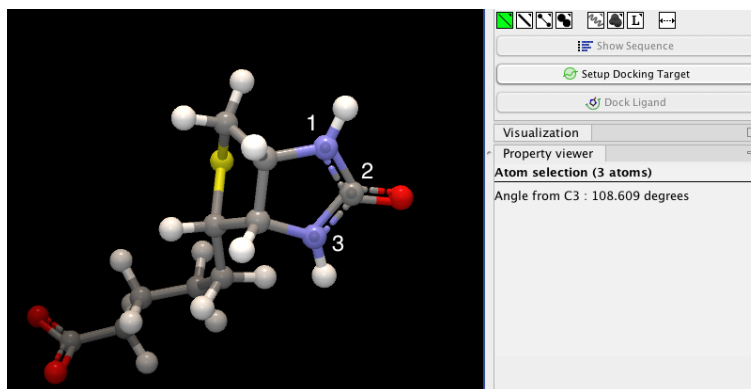 L
Show Sequence
Setup Docking Target
Dock Ligand
Visualization
Property viewer
Atom selection (3 atoms)
Angle from C3 : 108.609 degrees
1
2
3